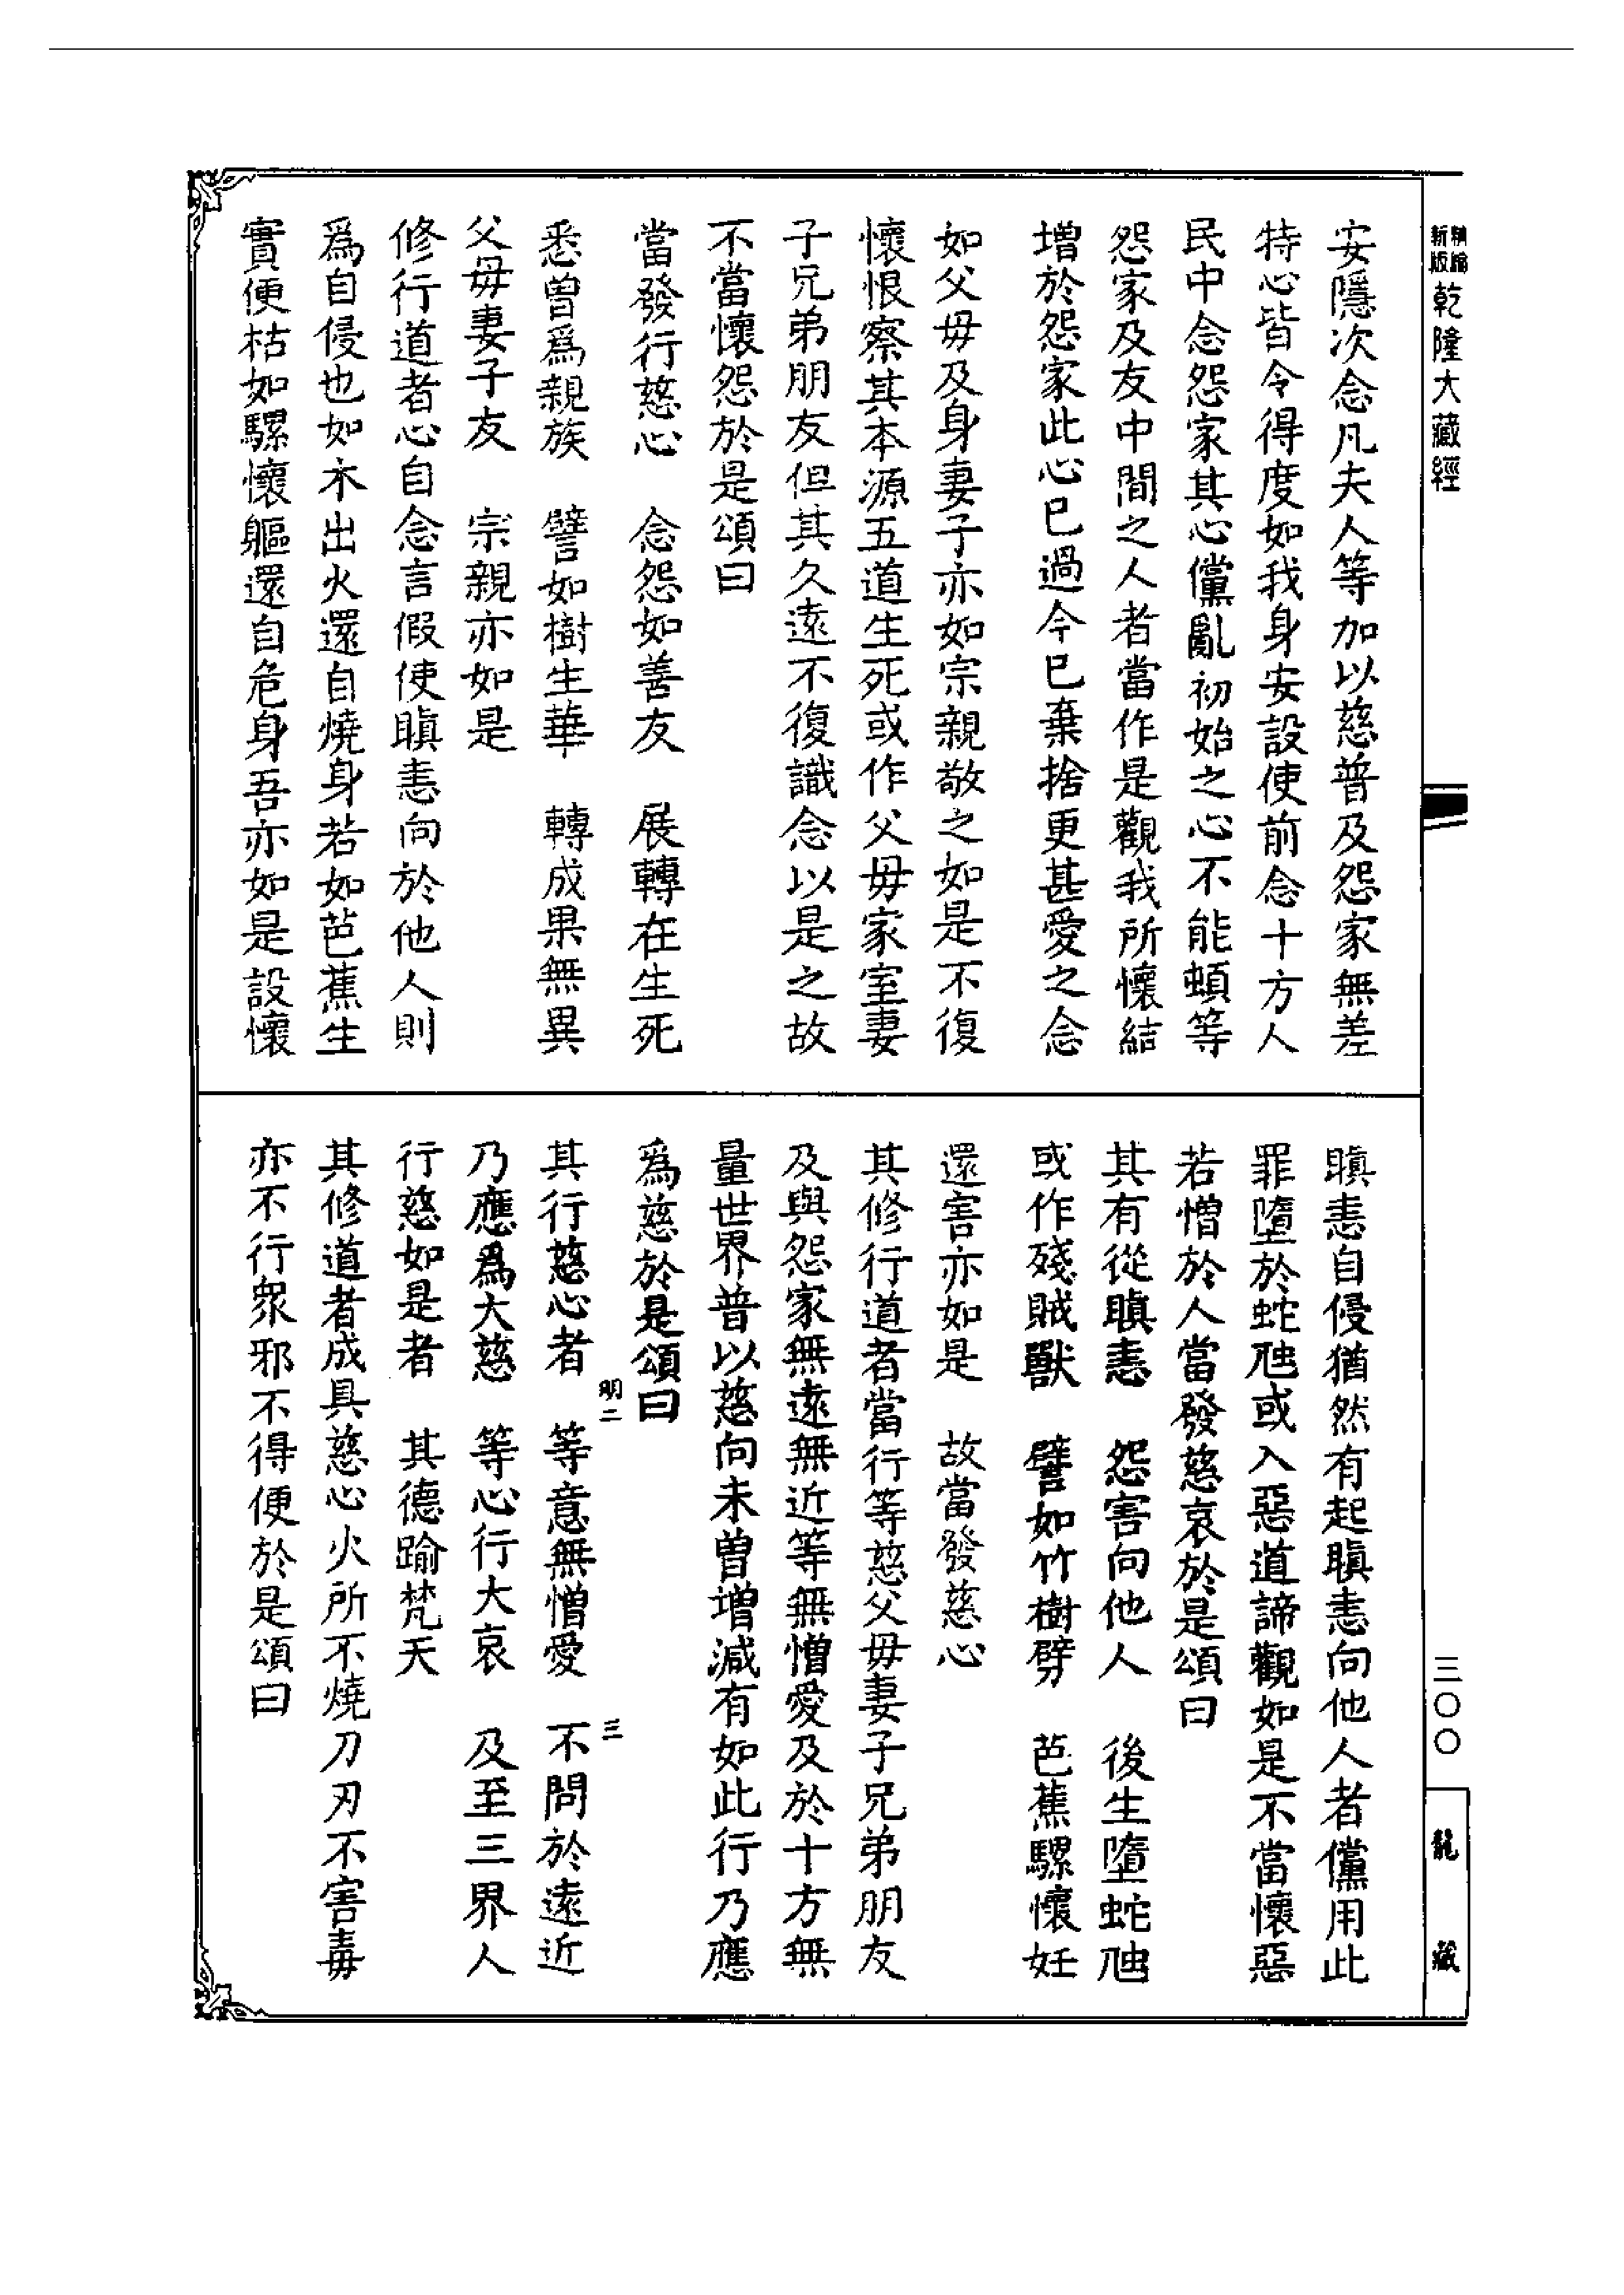 精縮
新版
乾隆大藏經
三〇〇
龍藏
安隱次念凡夫人等加以慈普及怨家無差
特心皆令得度如我身安設使前念十方人
民中念怨家其心儻亂初始之心不能頓等
怨家及友中間之人者當作是觀我所懷結
增於怨家此心已過今已棄捨更甚愛之念
如父母及身妻子亦如宗親敬之如是不復
懷恨察其本源五道生死或作父母家室妻
子兄弟朋友但其久遠不復識念以是之故
不當懷怨於是頌曰
當發行慈心　念怨如善友　展轉在生死
悉曾爲親族　譬如樹生華　轉成果無異
父母妻子友　宗親亦如是
修行道者心自念言假使瞋恚向於他人則
爲自侵也如木出火還自燒身若如芭蕉生
實便枯如騾懷軀還自危身吾亦如是設懷
瞋恚自侵猶然有起瞋恚向他人者儻用此
罪墮於蛇虺或入惡道諦觀如是不當懷惡
若憎於人當發慈哀於是頌曰
其有從瞋恚　怨害向他人　後生墮蛇虺
或作殘賊獸　譬如竹樹劈　芭蕉騾懷妊
還害亦如是　故當發慈心
其修行道者當行等慈父母妻子兄弟朋友
及與怨家無遠無近等無憎愛及於十方無
量世界普以慈向未曾增減有如此行乃應
爲慈於是頌曰
明二
三
其行慈心者　等意無憎愛　不問於遠近
乃應爲大慈　等心行大哀　及至三界人
行慈如是者　其德踰梵天
其修道者成具慈心火所不燒刀刃不害毒
亦不行眾邪不得便於是頌曰